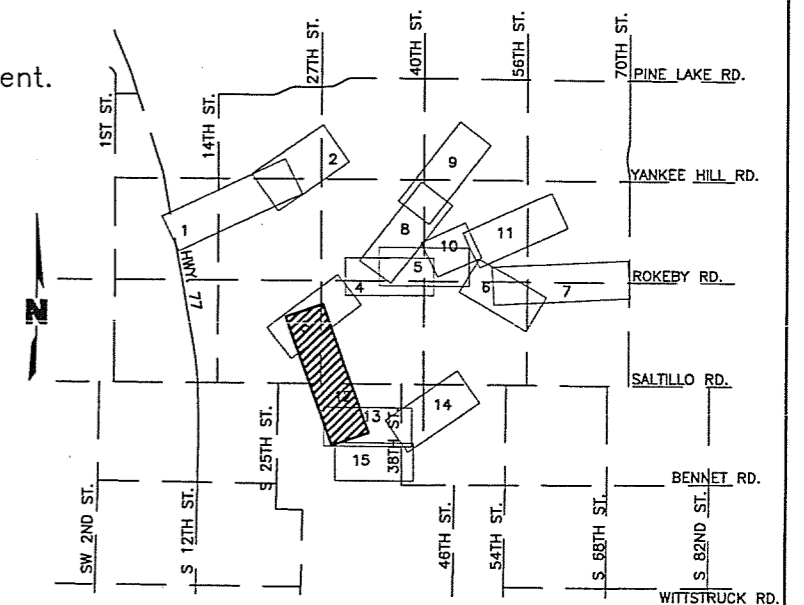 ent.
1ST ST.
14TH ST.
27TH ST.
40TH ST.
56TH ST.
70TH ST.
PINE LAKE RD.
2
9
YANKEE HILL RD.
1
8
10
11
HWY 77
4
5
6
7
ROKEBY RD.
N
SALTILLO RD.
12
13
14
S 25TH ST.
38TH ST.
15
BENNET RD.
SW 2ND ST.
S 12TH ST.
46TH ST.
54TH ST.
S 68TH ST.
S 82ND ST.
WITTSTRUCK RD.